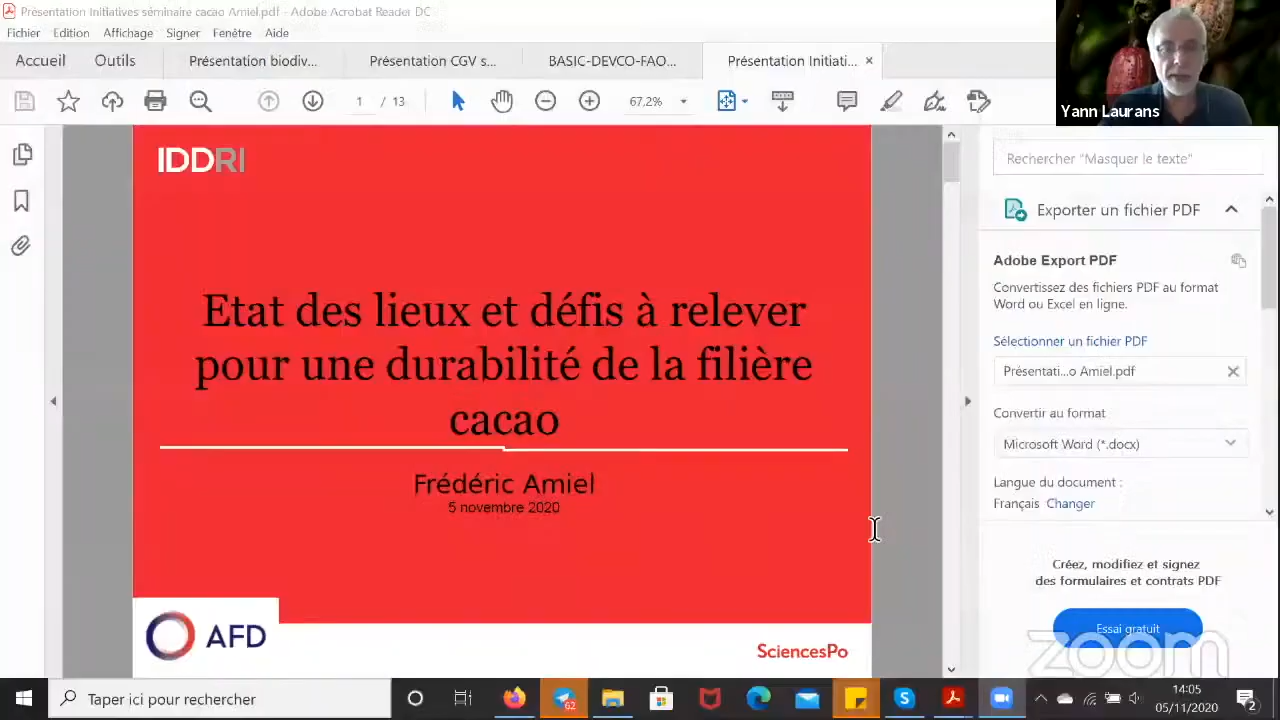 Présentation Initiatives séminaire cacao Amiel.pdf - Adobe Acrobat Reader DC
Fichier Edition Affichage Signer Fenêtre Aide
Accueil Outils Présentation biodiv... Présentation CGV s... BASIC-DEVCO-FAO... Présentation Initiati... ×
1 / 13 67.2%
Yann Laurans
Rechercher "Masquer le texte"
Exporter un fichier PDF
Adobe Export PDF
Convertissez des fichiers PDF au format
Word ou Excel en ligne.
Sélectionner un fichier PDF
Présentati...o Amiel.pdf
Convertir au format
Microsoft Word (*.docx)
Langue du document :
Français Changer
Créez, modifiez et signez
des formulaires et contrats PDF
Essai gratuit
zoom
IDDRI
Etat des lieux et défis à relever
pour une durabilité de la filière
cacao
Frédéric Amiel
5 novembre 2020
AFD
SciencesPo
Taper ici pour rechercher
62
14:05
05/11/2020
2